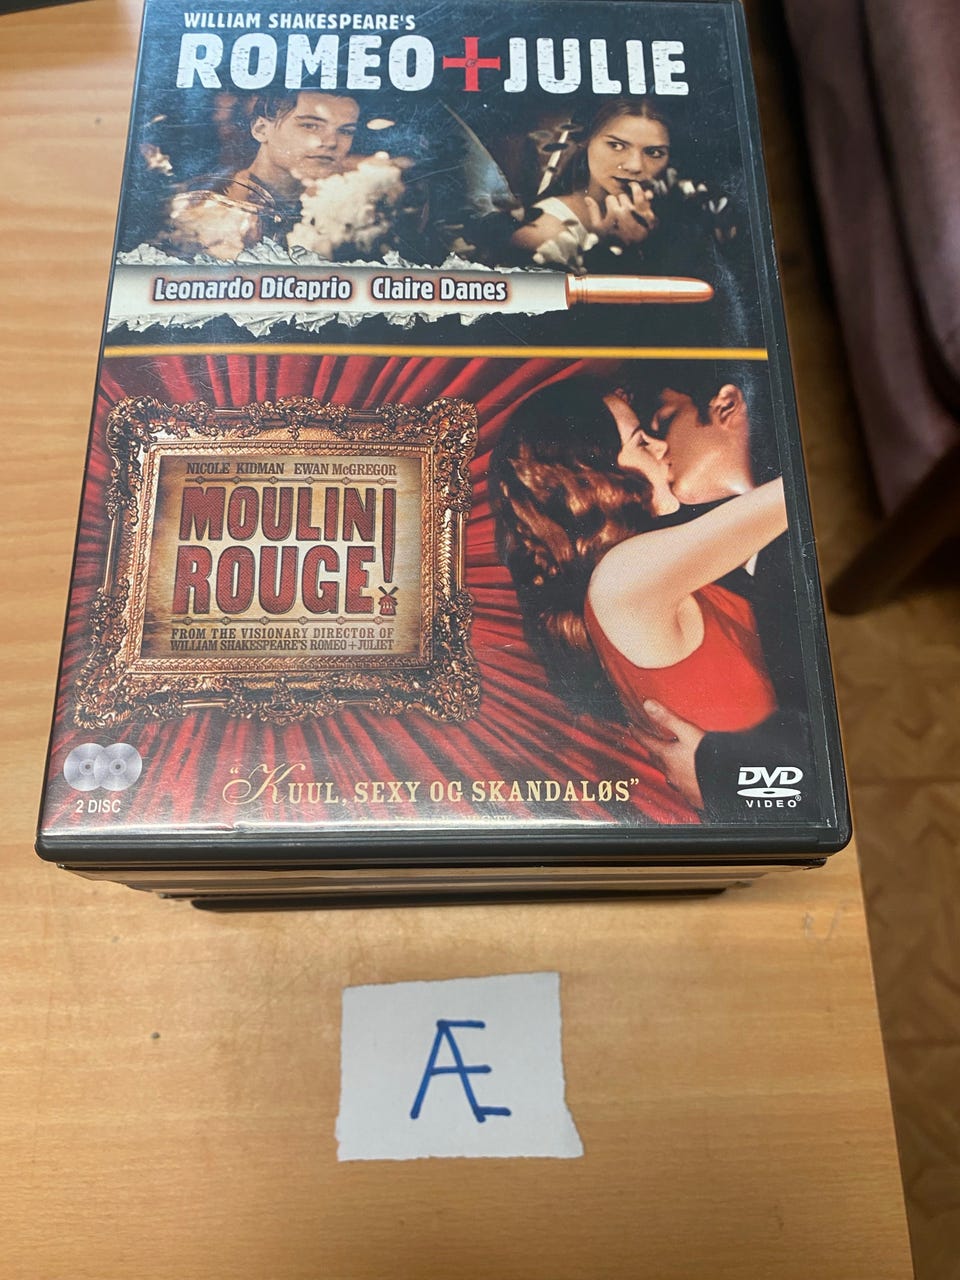 WILLIAM SHAKESPEARE'S
ROMEO+JULIE
Leonardo DiCaprio Claire Danes
NICOLE KIDMAN EWAN McGREGOR
MOULIN
ROUGE!
FROM THE VISIONARY DIRECTOR OF
WILLIAM SHAKESPEARE'S ROMEO+JULIET
2 DISC
"KUUL, SEXY OG SKANDALØS"
DVD
VIDEO
Æ